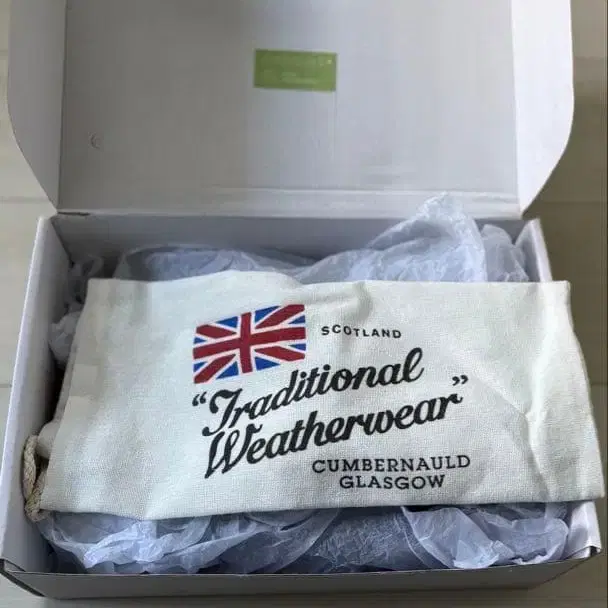 SCOTLAND
“Traditional
Weatherwear”
CUMBERNAULD
GLASGOW